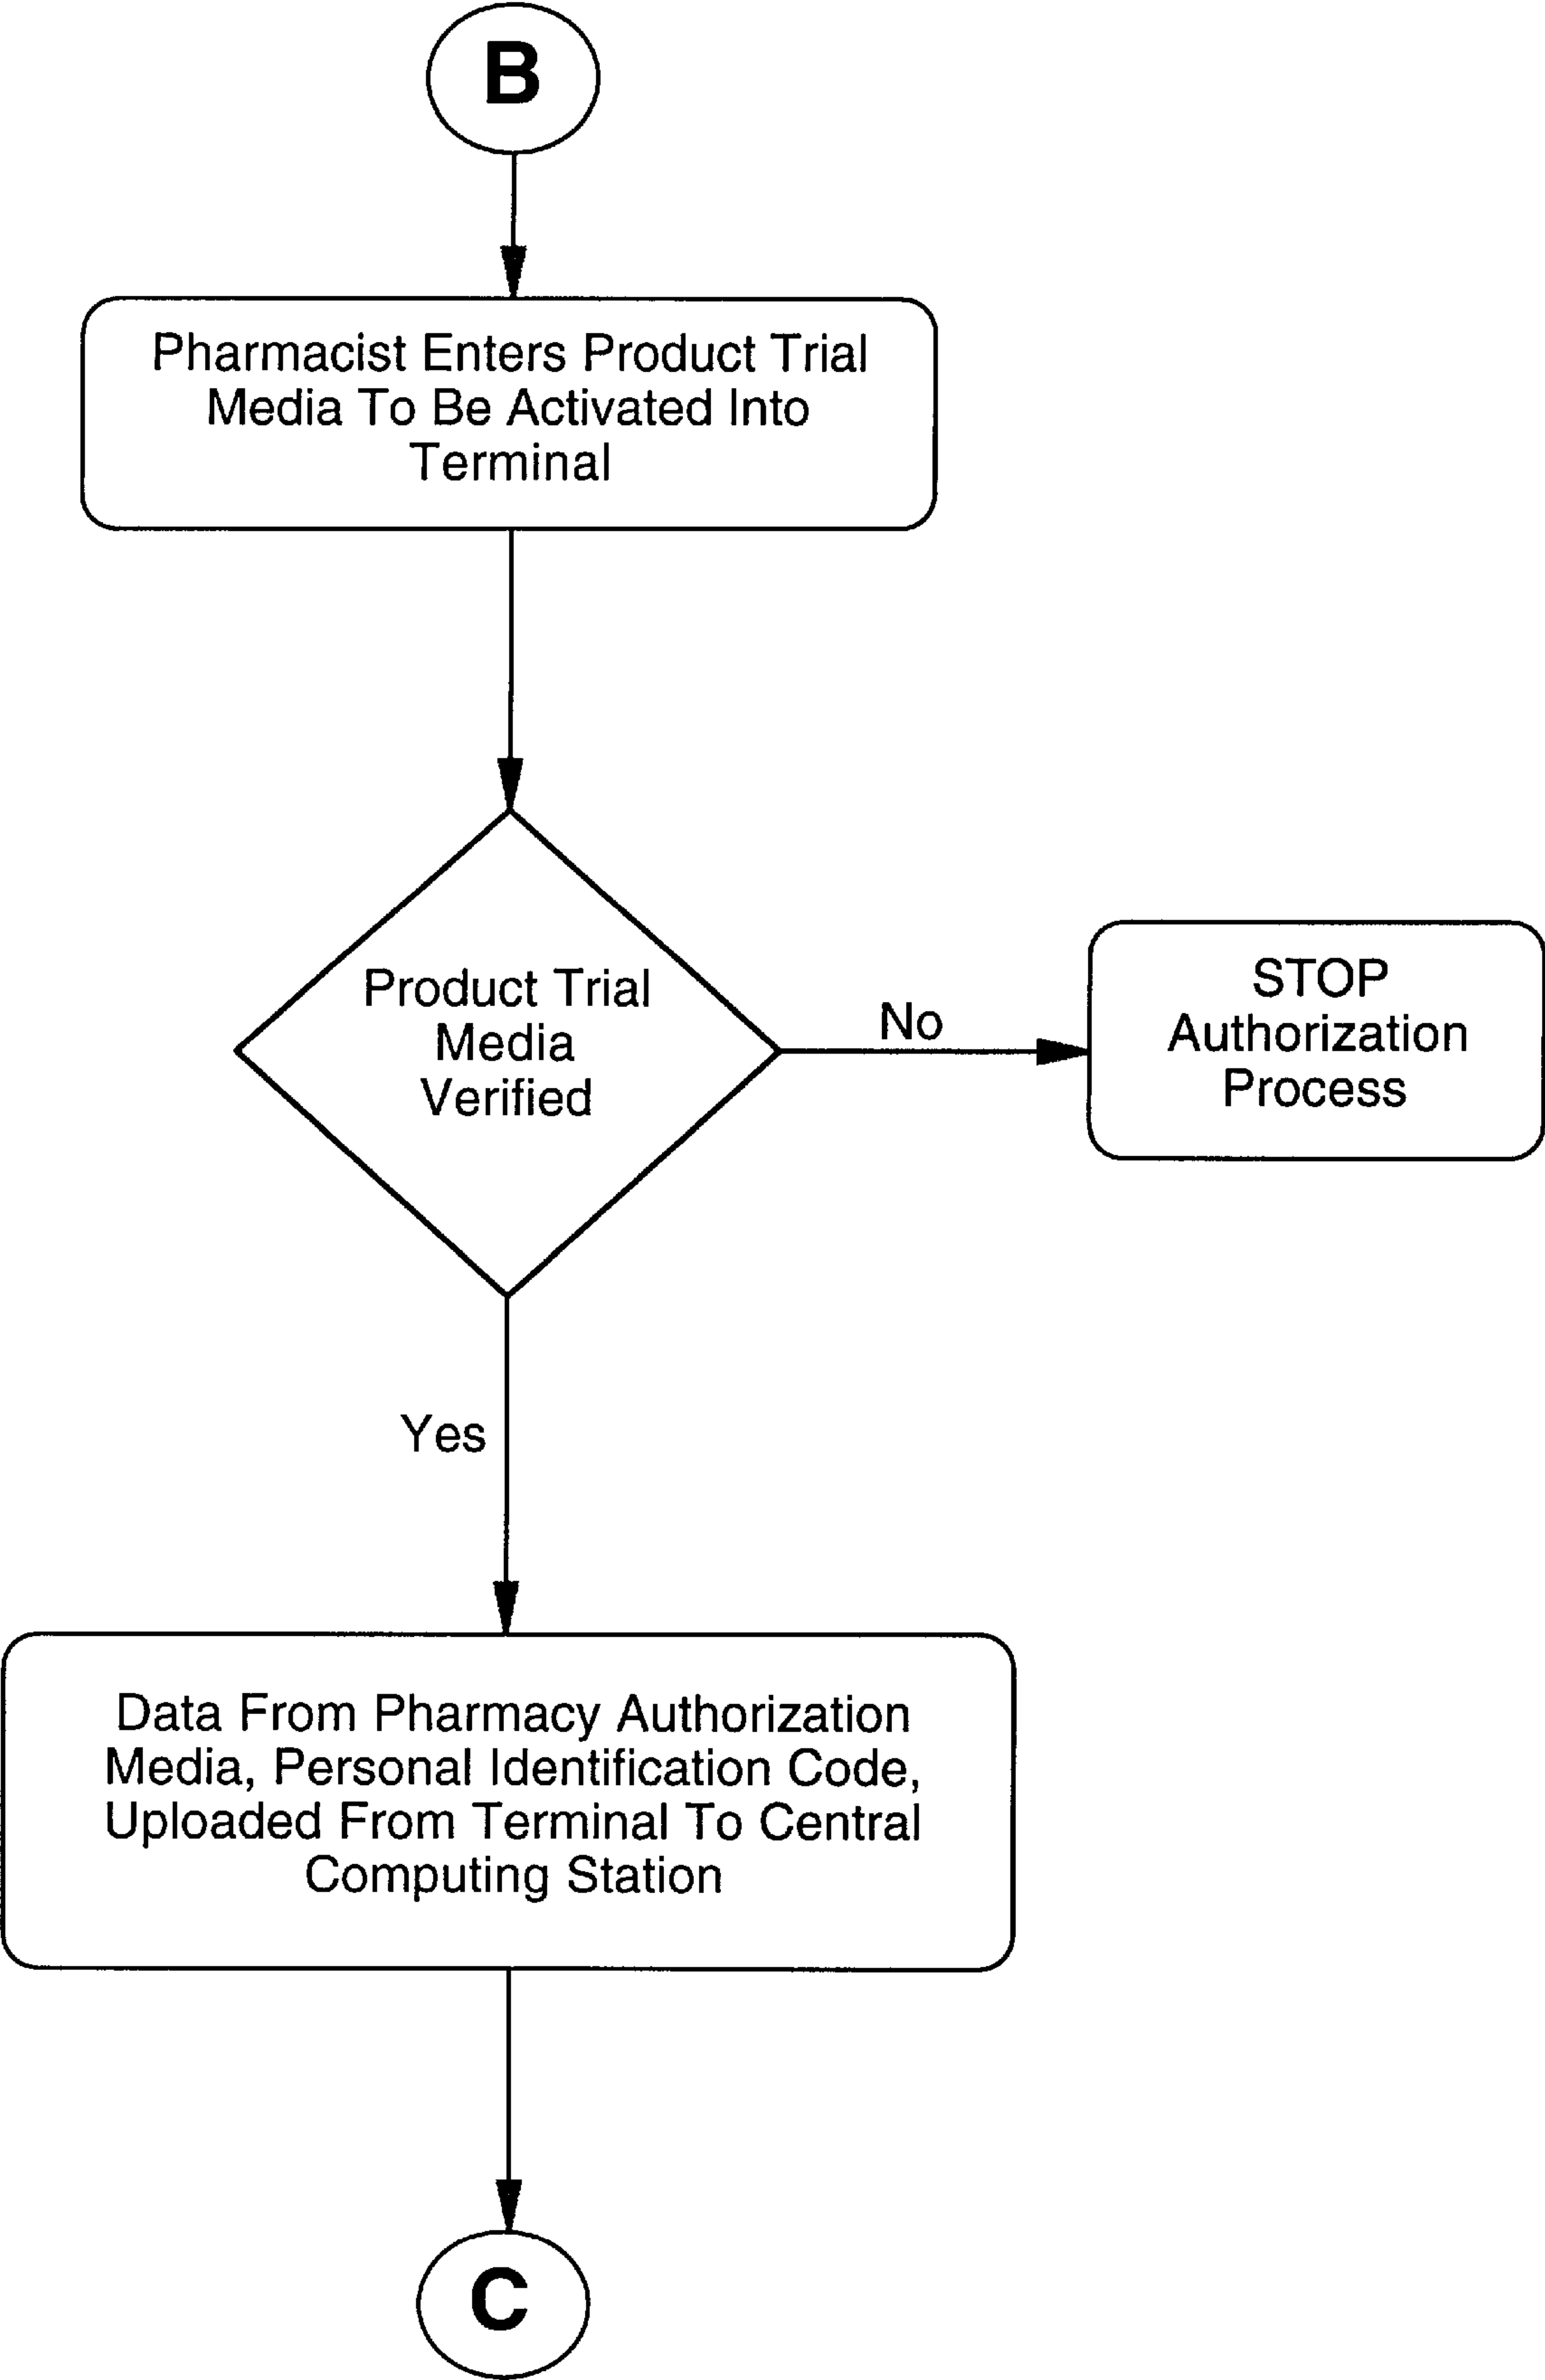 B
Pharmacist Enters Product Trial
Media To Be Activated Into
Terminal
Product Trial
Media
Verified
No
STOP
Authorization
Process
Yes
Data From Pharmacy Authorization
Media, Personal Identification Code,
Uploaded From Terminal To Central
Computing Station
C